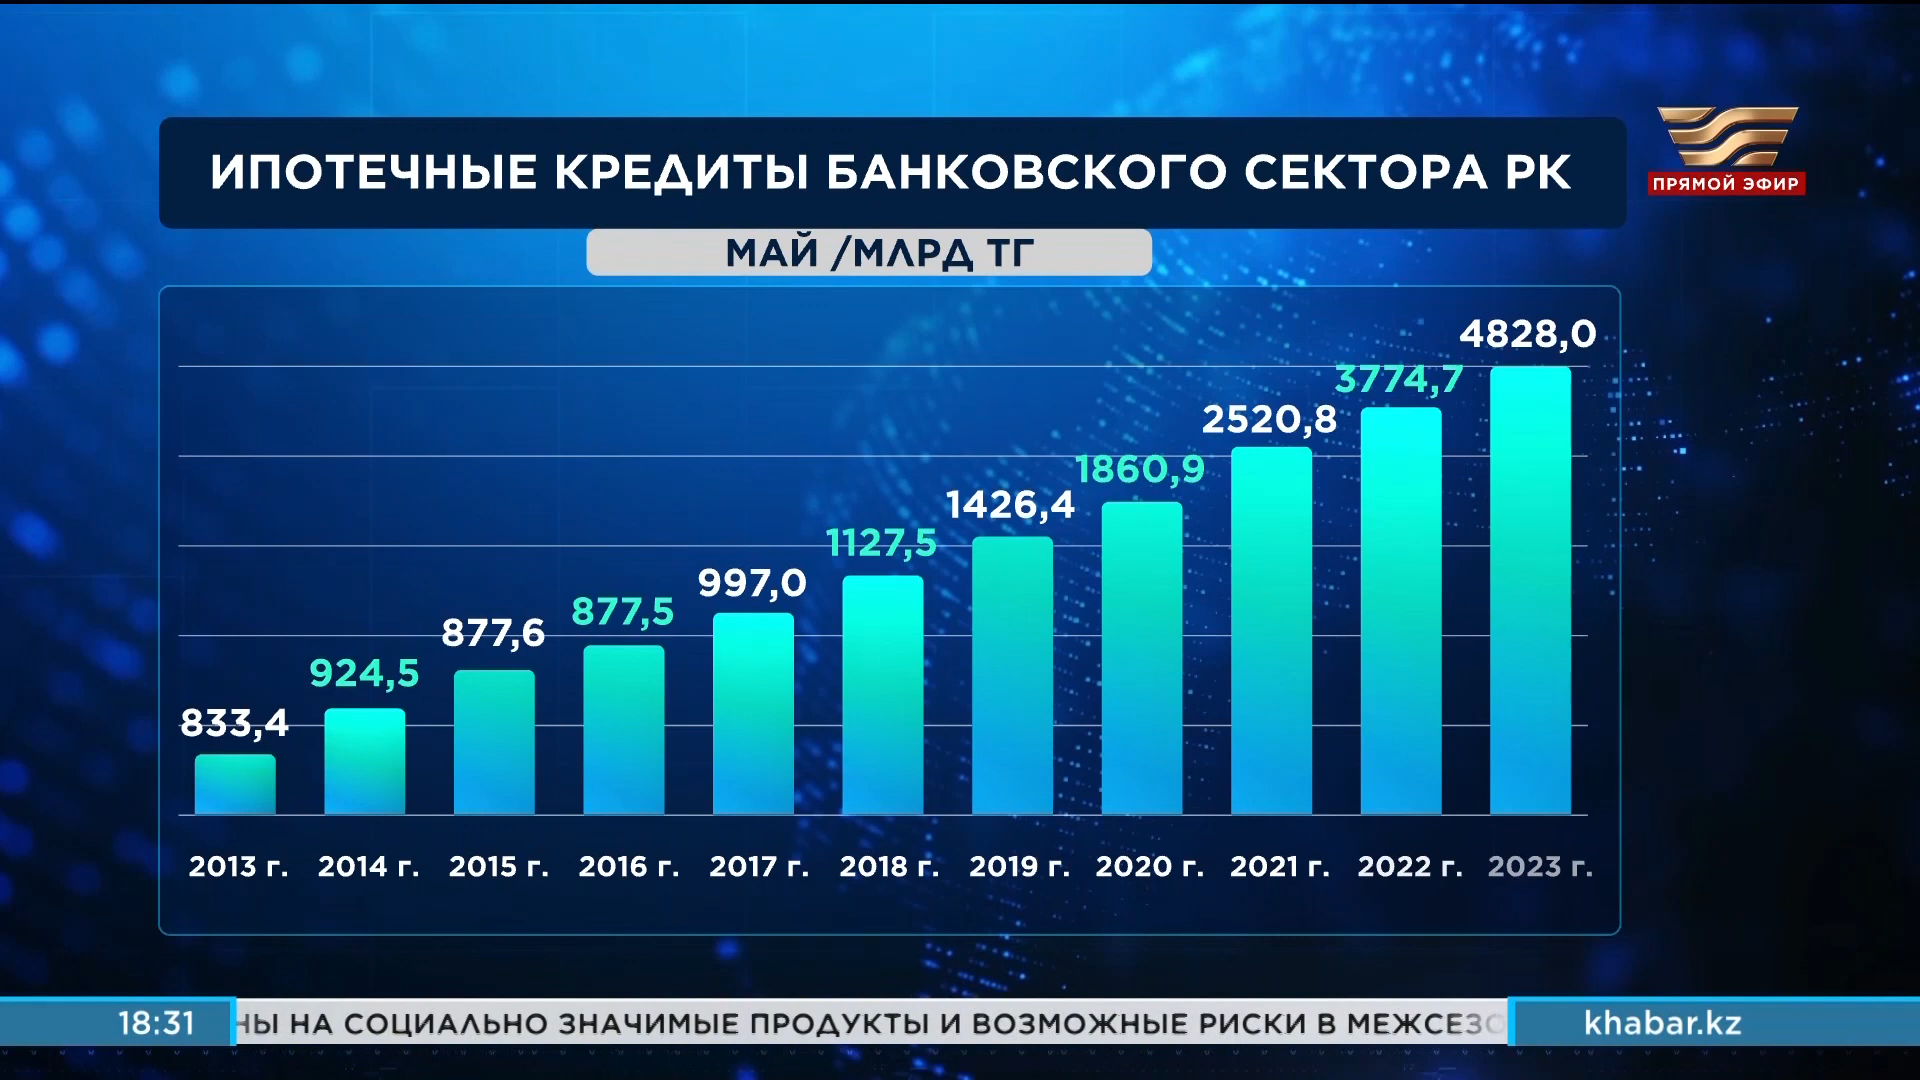 ИПОТЕЧНЫЕ КРЕДИТЫ БАНКОВСКОГО СЕКТОРА РК
ПРЯМОЙ ЭФИР
МАЙ /МЛРД ТГ
833,4 924,5 877,6 877,5 997,0 1127,5 1426,4 1860,9 2520,8 3774,7 4828,0
2013 г. 2014 г. 2015 г. 2016 г. 2017 г. 2018 г. 2019 г. 2020 г. 2021 г. 2022 г. 2023 г.
18:31 НЫ НА СОЦИАЛЬНО ЗНАЧИМЫЕ ПРОДУКТЫ И ВОЗМОЖНЫЕ РИСКИ В МЕЖСЕЗО khabar.kz